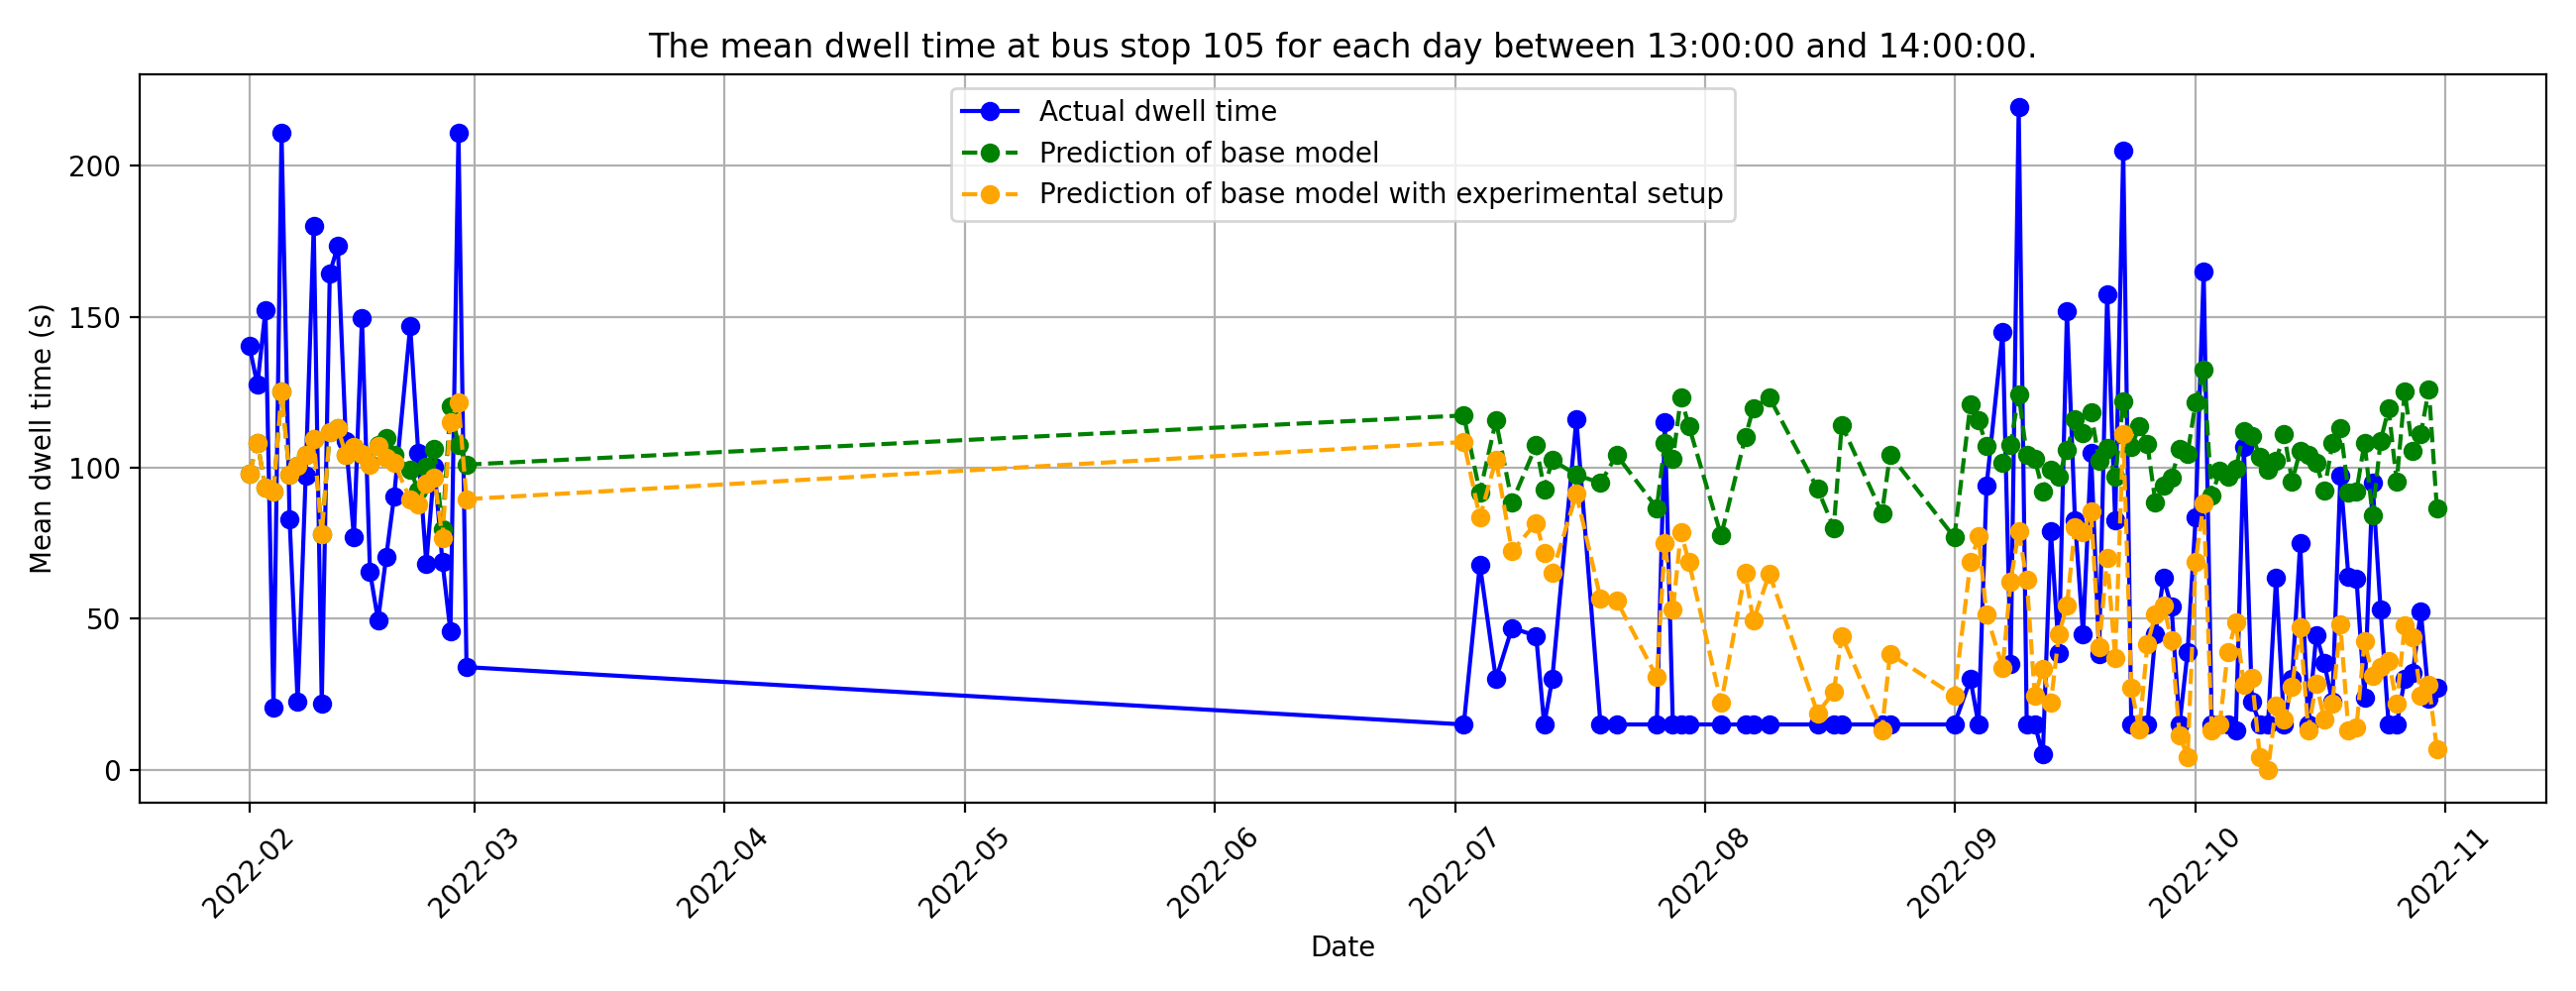 The mean dwell time at bus stop 105 for each day between 13:00:00 and 14:00:00.
Actual dwell time
Prediction of base model
Prediction of base model with experimental setup
Mean dwell time (s)
200
150
100
50
0
2022-02
2022-03
2022-04
2022-05
2022-06
2022-07
2022-08
2022-09
2022-10
2022-11
Date